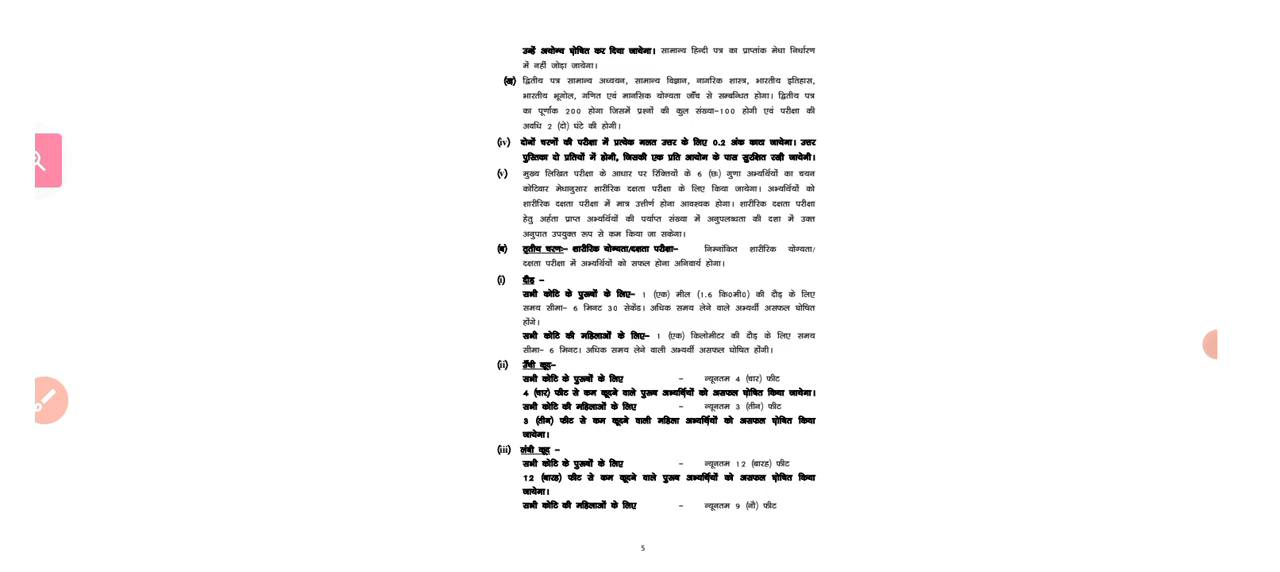 उन्हें अयोग्य घोषित कर दिया जायेगा। सामान्य हिन्दी पत्र का प्राप्तांक मेधा निर्धारण
में नहीं जोड़ा जायेगा।
(ख) द्वितीय पत्र सामान्य अध्ययन, सामान्य विज्ञान, नागरिक शास्त्र, भारतीय इतिहास,
भारतीय भूगोल, गणित एवं मानसिक योग्यता जाँच से सम्बन्धित होगा। द्वितीय पत्र
का पूर्णांक 200 होगा जिसमें प्रश्नों की कुल संख्या-100 होगी एवं परीक्षा की
अवधि 2 (दो) घंटे की होगी।
(iv) दोनों चरणों की परीक्षा में प्रत्येक गलत उत्तर के लिए 0.2 अंक काटा जायेगा। उत्तर
पुस्तिका दो प्रतियों में होगी, जिसकी एक प्रति आयोग के पास सुरक्षित रखी जायेगी।
(v) मुख्य लिखित परीक्षा के आधार पर रिक्तियों के 6 (छः) गुणा अभ्यर्थियों का चयन
कोटिवार मेधानुसार शारीरिक दक्षता परीक्षा के लिए किया जायेगा। अभ्यर्थियों को
शारीरिक दक्षता परीक्षा में मात्र उत्तीर्ण होना आवश्यक होगा। शारीरिक दक्षता परीक्षा
हेतु अर्हता प्राप्त अभ्यर्थियों की पर्याप्त संख्या में अनुपलब्धता की दशा में उक्त
अनुपात उपयुक्त रूप से कम किया जा सकेगा।
(ब) तृतीय चरणः- शारीरिक योग्यता/दक्षता परीक्षा- निम्नांकित शारीरिक योग्यता/
दक्षता परीक्षा में अभ्यर्थियों को सफल होना अनिवार्य होगा।
(i) दौड़ -
सभी कोटि के पुरूषों के लिए- 1 (एक) मील (1.6 कि०मी०) की दौड़ के लिए
समय सीमा- 6 मिनट 30 सेकेंड। अधिक समय लेने वाले अभ्यर्थी असफल घोषित
होंगे।
सभी कोटि की महिलाओं के लिए- 1 (एक) किलोमीटर की दौड़ के लिए समय
सीमा- 6 मिनट। अधिक समय लेने वाली अभ्यर्थी असफल घोषित होंगी।
(ii) ऊँची कूद-
सभी कोटि के पुरूषों के लिए - न्यूनतम 4 (चार) फीट
4 (चार) फीट से कम कूदने वाले पुरूष अभ्यर्थियों को असफल घोषित किया जायेगा।
सभी कोटि की महिलाओं के लिए - न्यूनतम 3 (तीन) फीट
3 (तीन) फीट से कम कूदने वाली महिला अभ्यर्थियों को असफल घोषित किया
जायेगा।
(iii) लंबी कूद -
सभी कोटि के पुरूषों के लिए - न्यूनतम 12 (बारह) फीट
12 (बारह) फीट से कम कूदने वाले पुरूष अभ्यर्थियों को असफल घोषित किया
जायेगा।
सभी कोटि की महिलाओं के लिए - न्यूनतम 9 (नौ) फीट
5